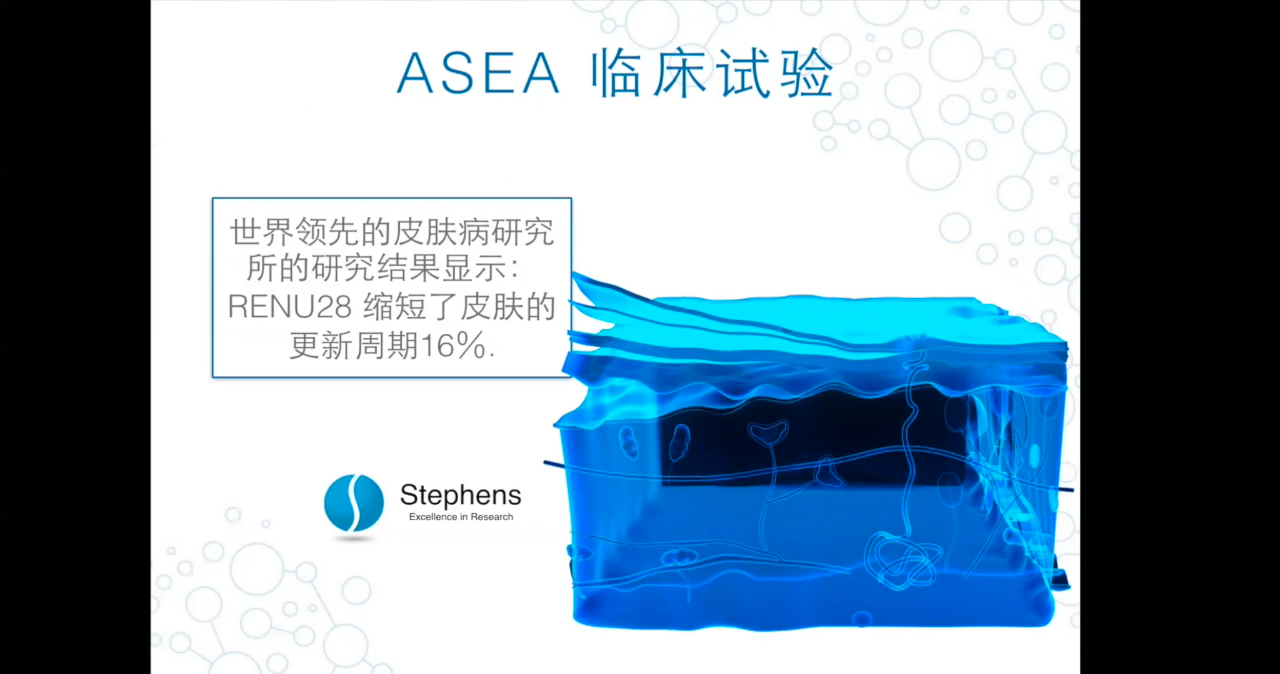 ASEA 临床试验
世界领先的皮肤病研究
所的研究结果显示：
RENU28 缩短了皮肤的
更新周期16%.
Stephens
Excellence in Research